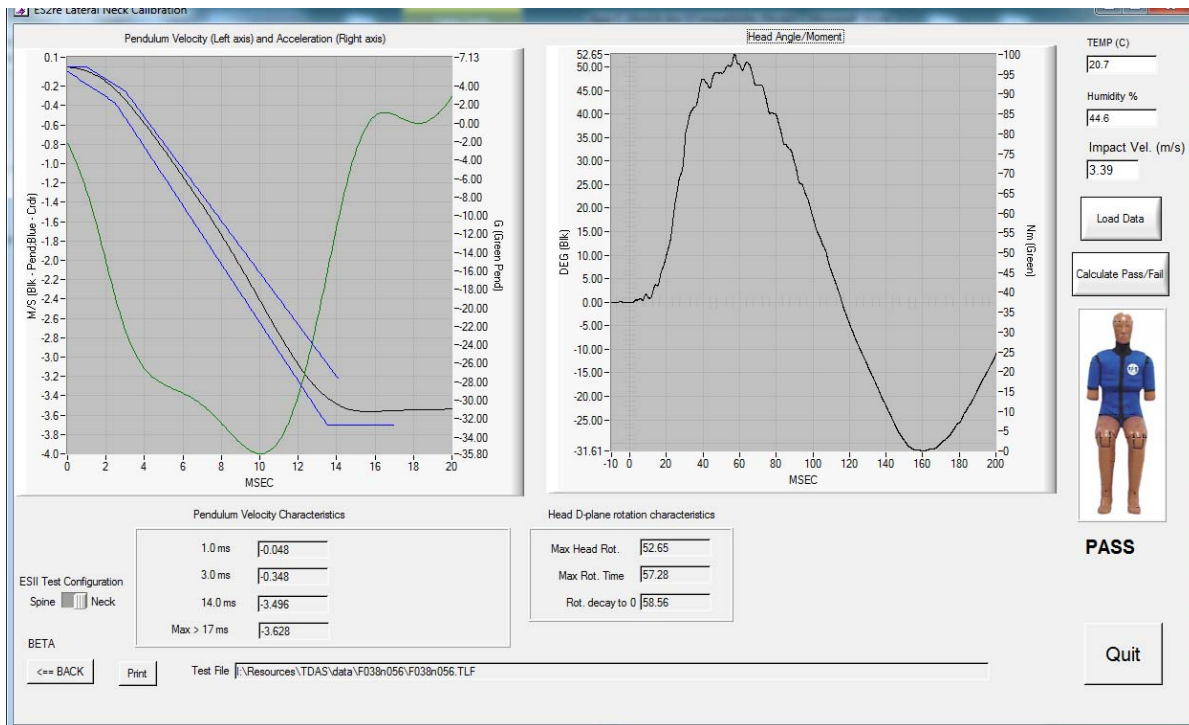 ES2re Lateral Neck Calibration
Pendulum Velocity (Left axis) and Acceleration (Right axis)
0.1
-0.2
-0.4
-0.6
-0.8
-1.0
-1.2
-1.4
-1.6
-1.8
-2.0
-2.2
-2.4
-2.6
-2.8
-3.0
-3.2
-3.4
-3.6
-3.8
-4.0
M/S (Blk - Pend;Blue - Crdr)
7.13
-4.00
-2.00
-0.00
-2.00
-4.00
-6.00
-8.00
-10.00
-12.00
-14.00
-16.00
-18.00
-20.00
-22.00
-24.00
-26.00
-28.00
-30.00
-32.00
-34.00
-35.80
G (Green Pend)
0 2 4 6 8 10 12 14 16 18 20
MSEC
Head Angle/Moment
52.65
50.00
45.00
40.00
35.00
30.00
25.00
20.00
15.00
10.00
5.00
0.00
-5.00
-10.00
-15.00
-20.00
-25.00
-31.61
DEG (Blk)
-100
-95
-90
-85
-80
-75
-70
-65
-60
-55
-50
-45
-40
-35
-30
-25
-20
-15
-10
-5
-0
Nm (Green)
-10 0 20 40 60 80 100 120 140 160 180 200
MSEC
TEMP (C)
20.7
Humidity %
44.6
Impact Vel. (m/s)
3.39
Load Data
Calculate Pass/Fail
PASS
Quit
Pendulum Velocity Characteristics
1.0 ms -0.048
3.0 ms -0.348
14.0 ms -3.496
Max > 17 ms -3.628
Head D-plane rotation characteristics
Max Head Rot. 52.65
Max Rot. Time 57.28
Rot. decay to 0 58.56
ESII Test Configuration
Spine Neck
BETA
<== BACK
Print
Test File I:\Resources\TDAS\data\F038n056\F038n056.TLF